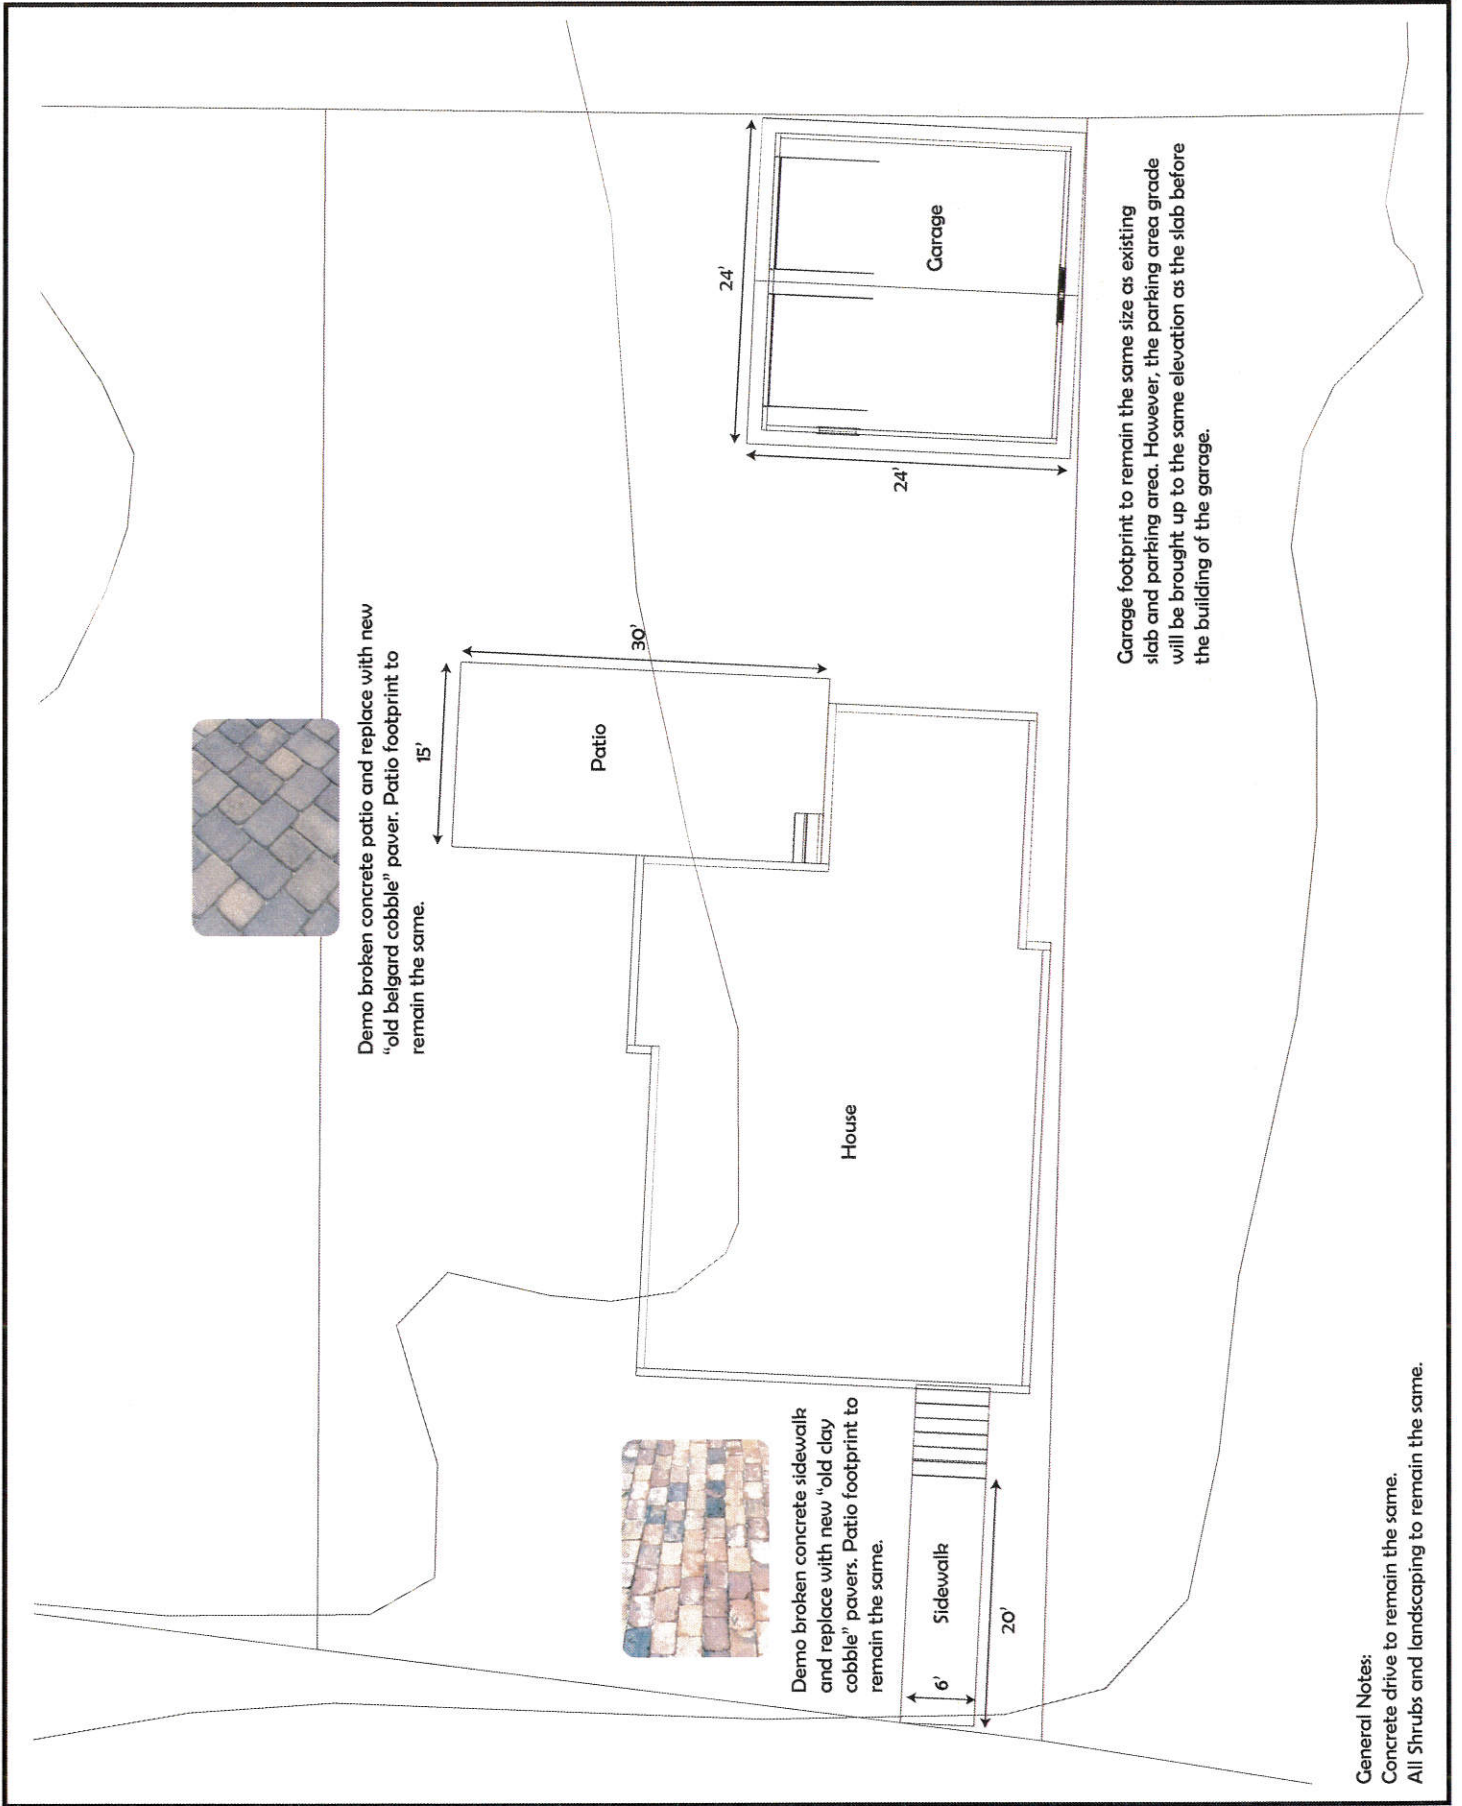 Demo broken concrete patio and replace with new
“old belgard cobble” paver. Patio footprint to
remain the same.
15'
30'
Patio
24'
24'
Garage
House
Demo broken concrete sidewalk
and replace with new “old clay
cobble” pavers. Patio footprint to
remain the same.
6'
Sidewalk
20'
Garage footprint to remain the same size as existing
slab and parking area. However, the parking area grade
will be brought up to the same elevation as the slab before
the building of the garage.
General Notes:
Concrete drive to remain the same.
All Shrubs and landscaping to remain the same.